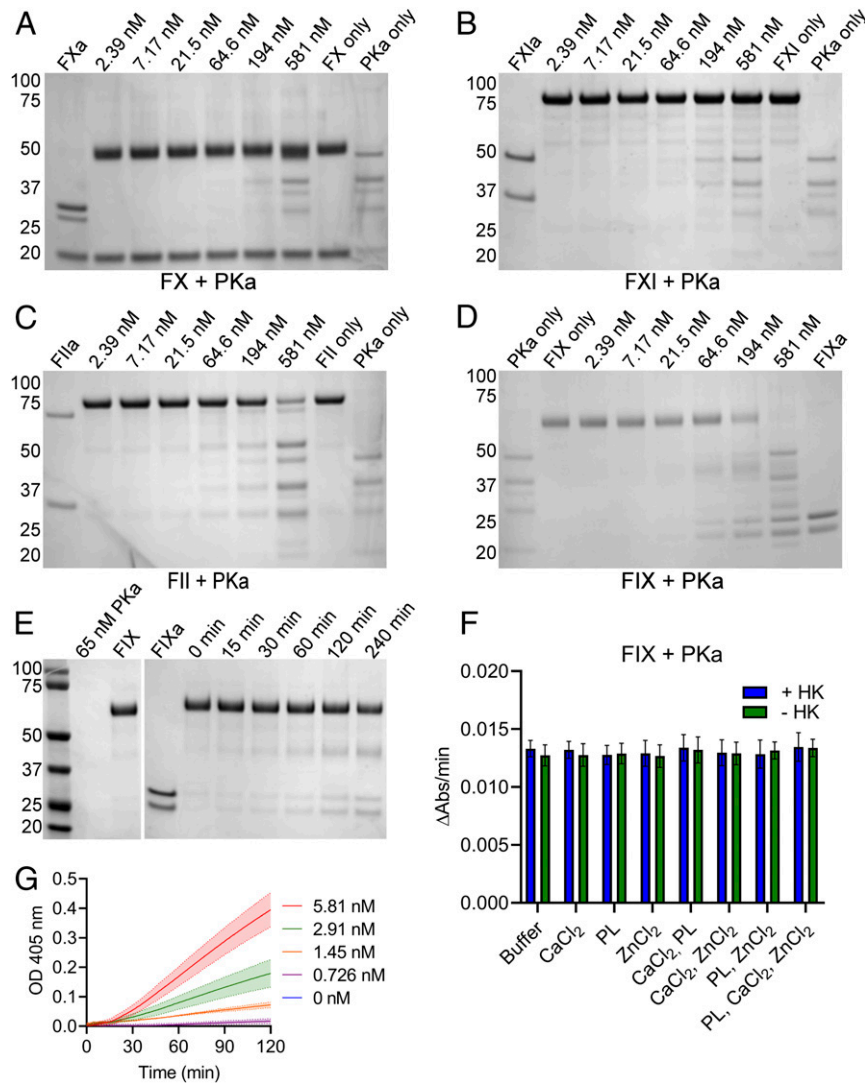 A
FXa
2.39 nM
7.17 nM
21.5 nM
64.6 nM
194 nM
581 nM
FX only
PKa only
100
75
50
37
25
20
FX + PKa
B
FXIa
2.39 nM
7.17 nM
21.5 nM
64.6 nM
194 nM
581 nM
FXI only
PKa only
100
75
50
37
25
20
FXI + PKa
C
FIIa
2.39 nM
7.17 nM
21.5 nM
64.6 nM
194 nM
581 nM
FII only
PKa only
100
75
50
37
25
20
FII + PKa
D
PKa only
FIX only
2.39 nM
7.17 nM
21.5 nM
64.6 nM
194 nM
581 nM
FIXa
100
75
50
37
25
20
FIX + PKa
E
65 nM PKa
FIX
FIXa
0 min
15 min
30 min
60 min
120 min
240 min
100
75
50
37
25
20
F
FIX + PKa
+ HK
- HK
ΔAbs/min
0.020
0.015
0.010
0.005
0.000
Buffer
CaCl₂
PL
ZnCl₂
CaCl₂, PL
CaCl₂, ZnCl₂
PL, ZnCl₂
PL, CaCl₂, ZnCl₂
G
OD 405 nm
0.5
0.4
0.3
0.2
0.1
0.0
0
30
60
90
120
Time (min)
5.81 nM
2.91 nM
1.45 nM
0.726 nM
0 nM